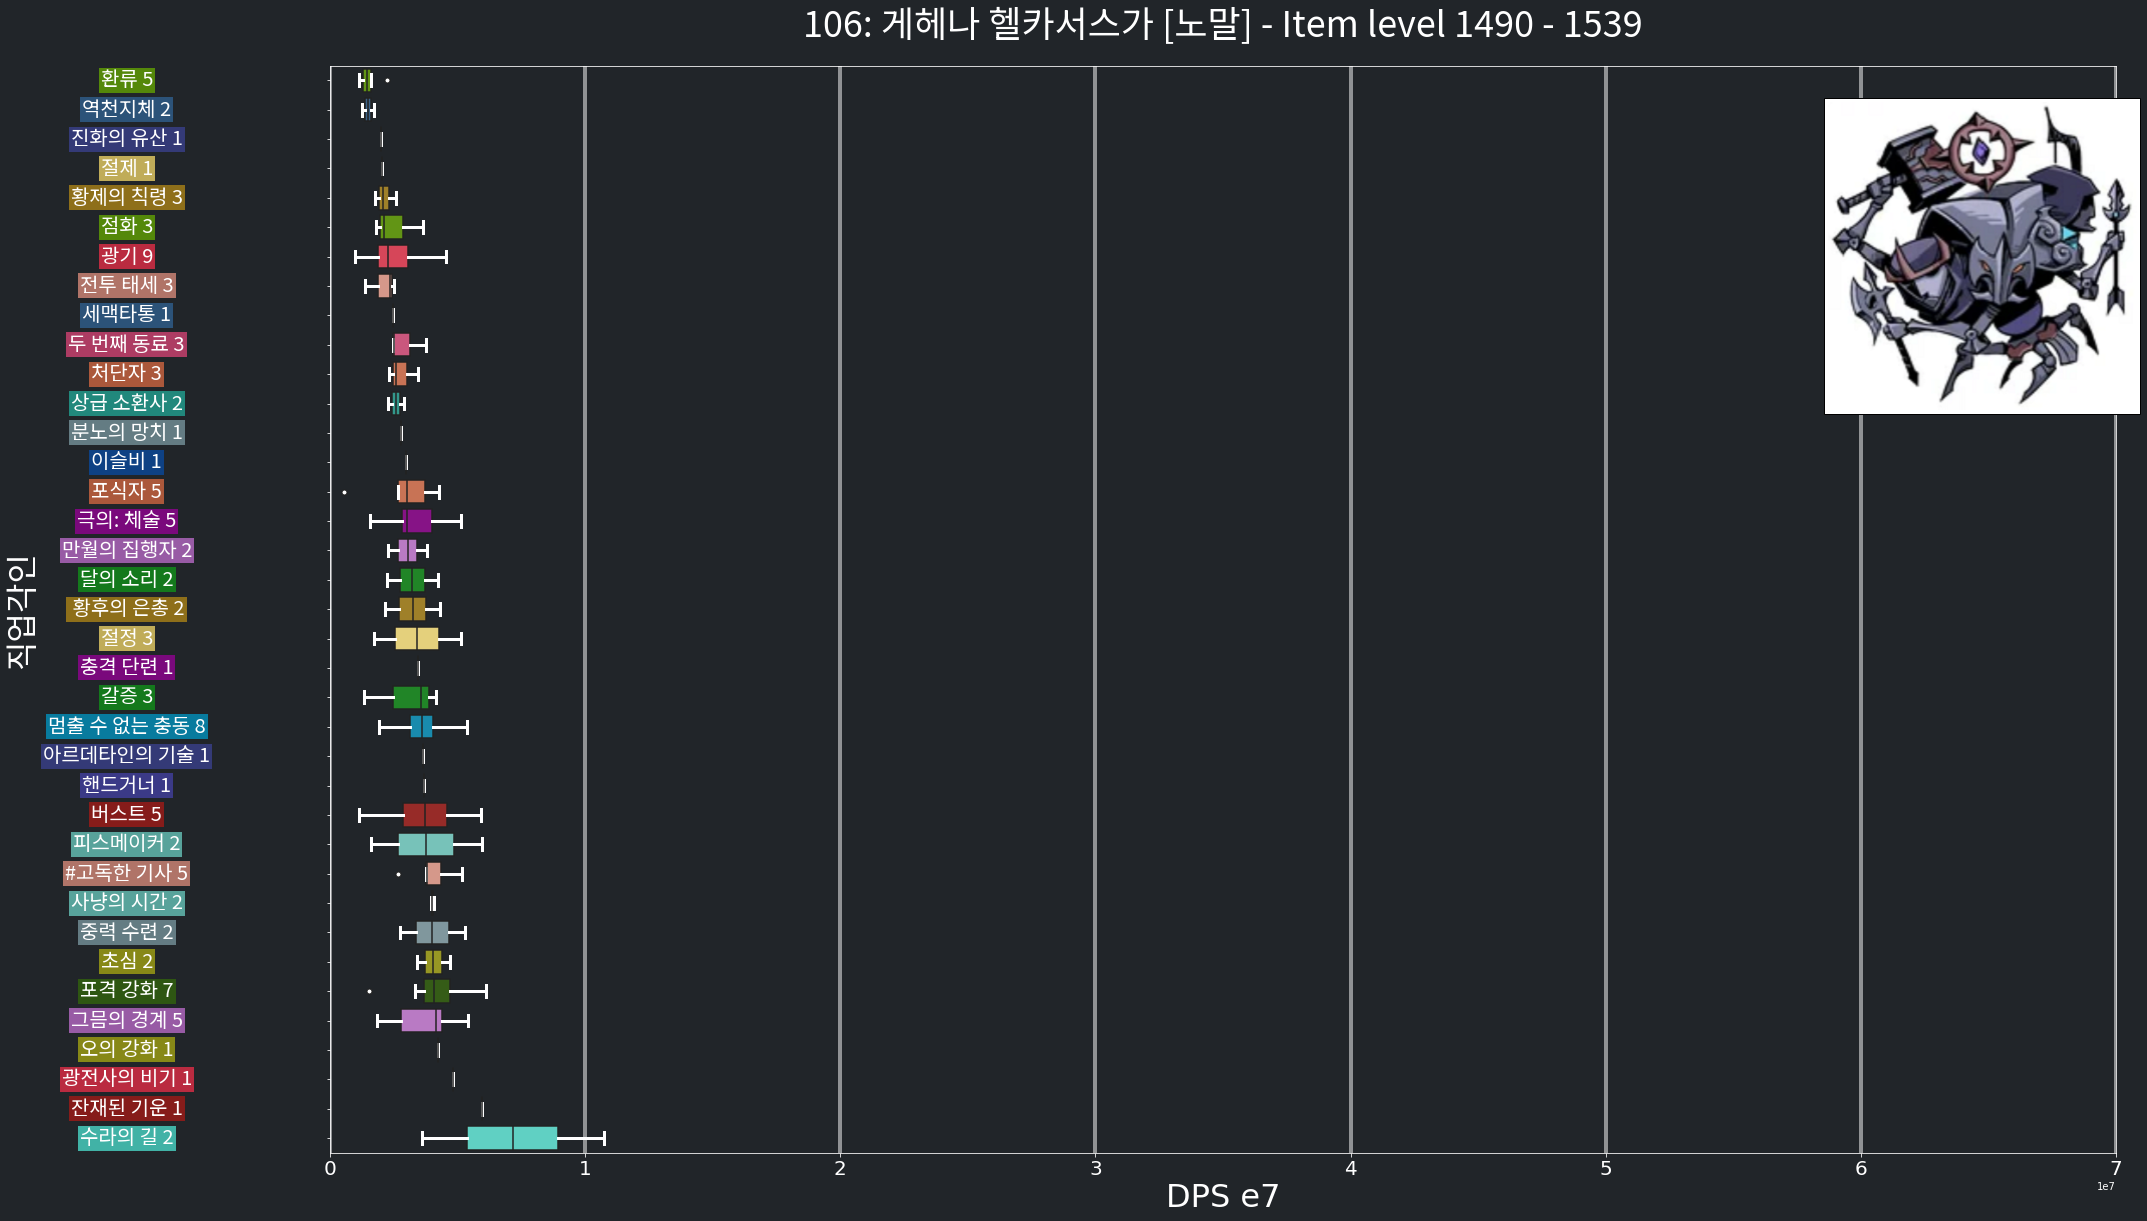 106: 게헤나 헬카서스가 [노말] - Item level 1490 - 1539
직업각인
환류 5
역천지체 2
진화의 유산 1
절제 1
황제의 칙령 3
점화 3
광기 9
전투 태세 3
세맥타통 1
두 번째 동료 3
처단자 3
상급 소환사 2
분노의 망치 1
이슬비 1
포식자 5
극의: 체술 5
만월의 집행자 2
달의 소리 2
황후의 은총 2
절정 3
충격 단련 1
갈증 3
멈출 수 없는 충동 8
아르데타인의 기술 1
핸드거너 1
버스트 5
피스메이커 2
#고독한 기사 5
사냥의 시간 2
중력 수련 2
초심 2
포격 강화 7
그믐의 경계 5
오의 강화 1
광전사의 비기 1
잔재된 기운 1
수라의 길 2
0 1 2 3 4 5 6 7
1e7
DPS e7